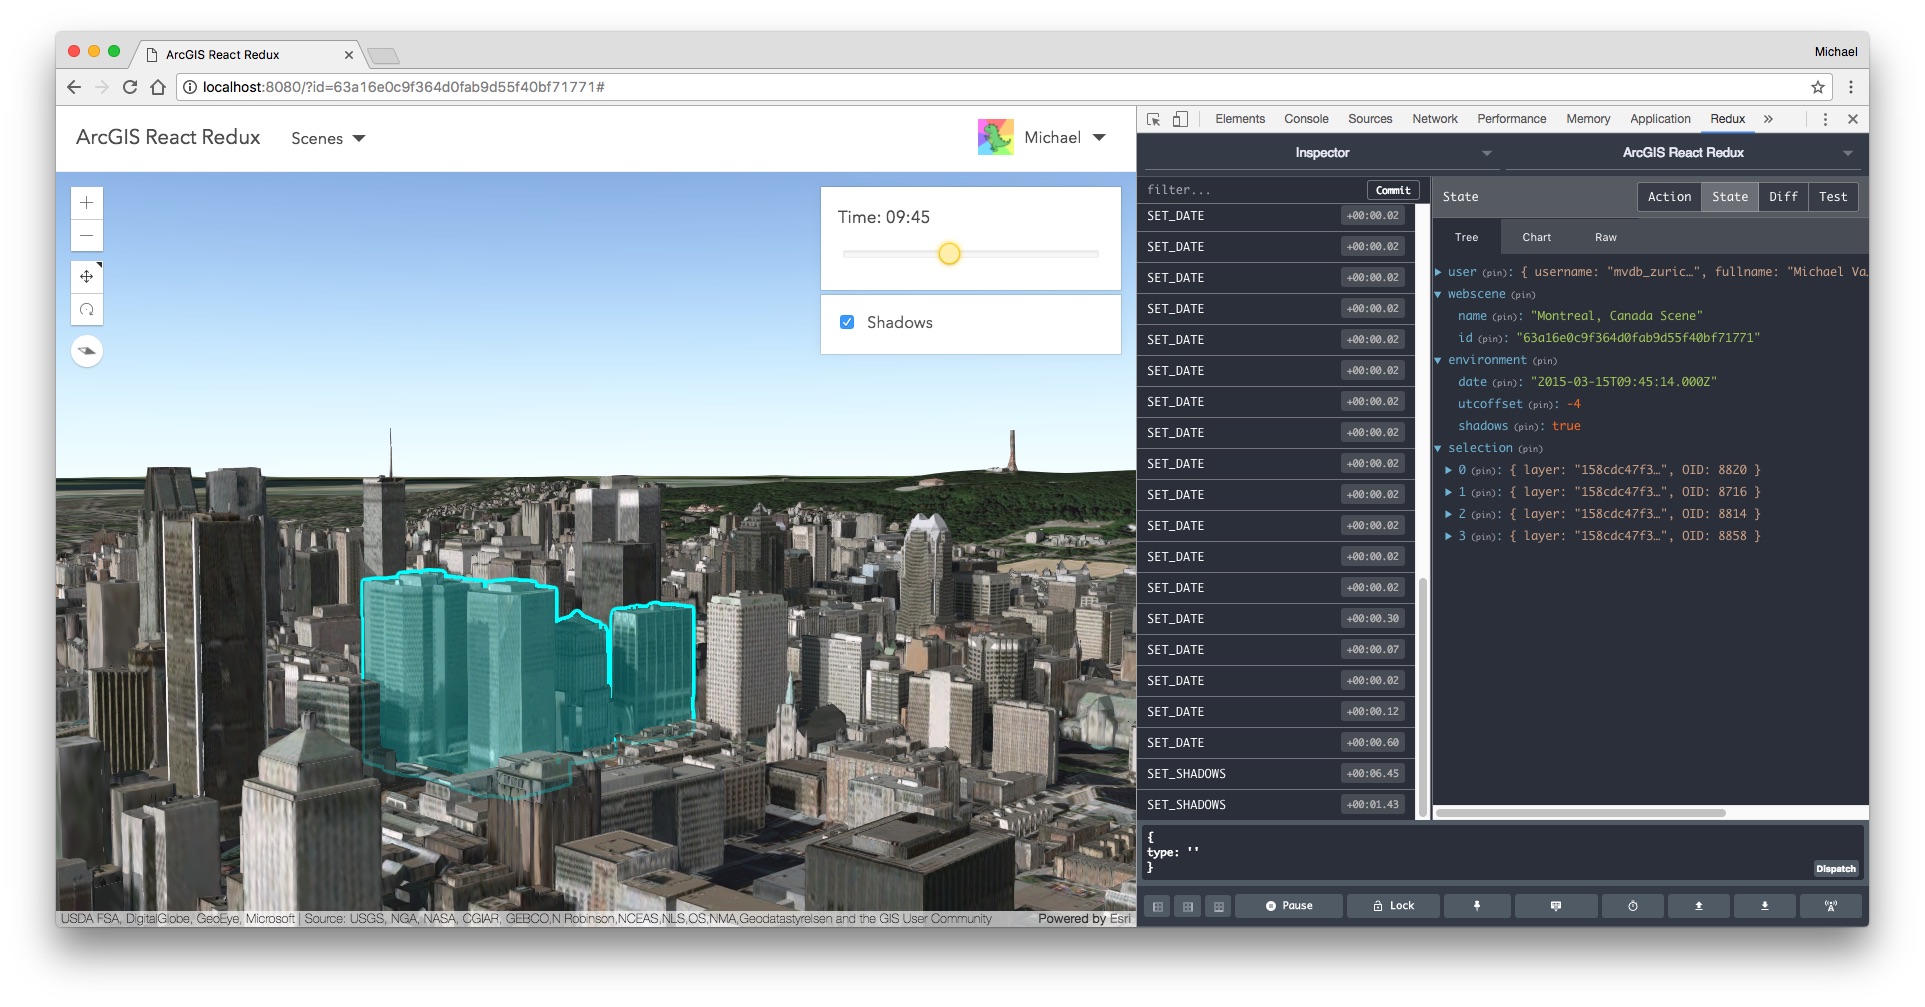 ArcGIS React Redux
Michael
localhost:8080/?id=63a16e0c9f364d0fab9d55f40bf71771#
ArcGIS React Redux
Scenes
Michael
Time: 09:45
Shadows
USDA FSA, DigitalGlobe, GeoEye, Microsoft | Source: USGS, NGA, NASA, CGIAR, GEBCO,N Robinson,NCEAS,NLS,OS,NMA,Geodatastyrelsen and the GIS User Community
Powered by Esri
Elements Console Sources Network Performance Memory Application Redux »
Inspector
ArcGIS React Redux
filter...
Commit
SET_DATE +00:00.02
SET_DATE +00:00.02
SET_DATE +00:00.02
SET_DATE +00:00.02
SET_DATE +00:00.02
SET_DATE +00:00.02
SET_DATE +00:00.02
SET_DATE +00:00.02
SET_DATE +00:00.02
SET_DATE +00:00.02
SET_DATE +00:00.02
SET_DATE +00:00.02
SET_DATE +00:00.02
SET_DATE +00:00.30
SET_DATE +00:00.07
SET_DATE +00:00.02
SET_DATE +00:00.12
SET_DATE +00:00.60
SET_SHADOWS +00:06.45
SET_SHADOWS +00:01.43
State
Action State Diff Test
Tree Chart Raw
user (pin): { username: "mvdb_zuric…", fullname: "Michael Va
webscene (pin)
name (pin): "Montreal, Canada Scene"
id (pin): "63a16e0c9f364d0fab9d55f40bf71771"
environment (pin)
date (pin): "2015-03-15T09:45:14.000Z"
utcoffset (pin): -4
shadows (pin): true
selection (pin)
0 (pin): { layer: "158cdc47f3…", OID: 8820 }
1 (pin): { layer: "158cdc47f3…", OID: 8716 }
2 (pin): { layer: "158cdc47f3…", OID: 8814 }
3 (pin): { layer: "158cdc47f3…", OID: 8858 }
{
type: ''
}
Dispatch
Pause
Lock